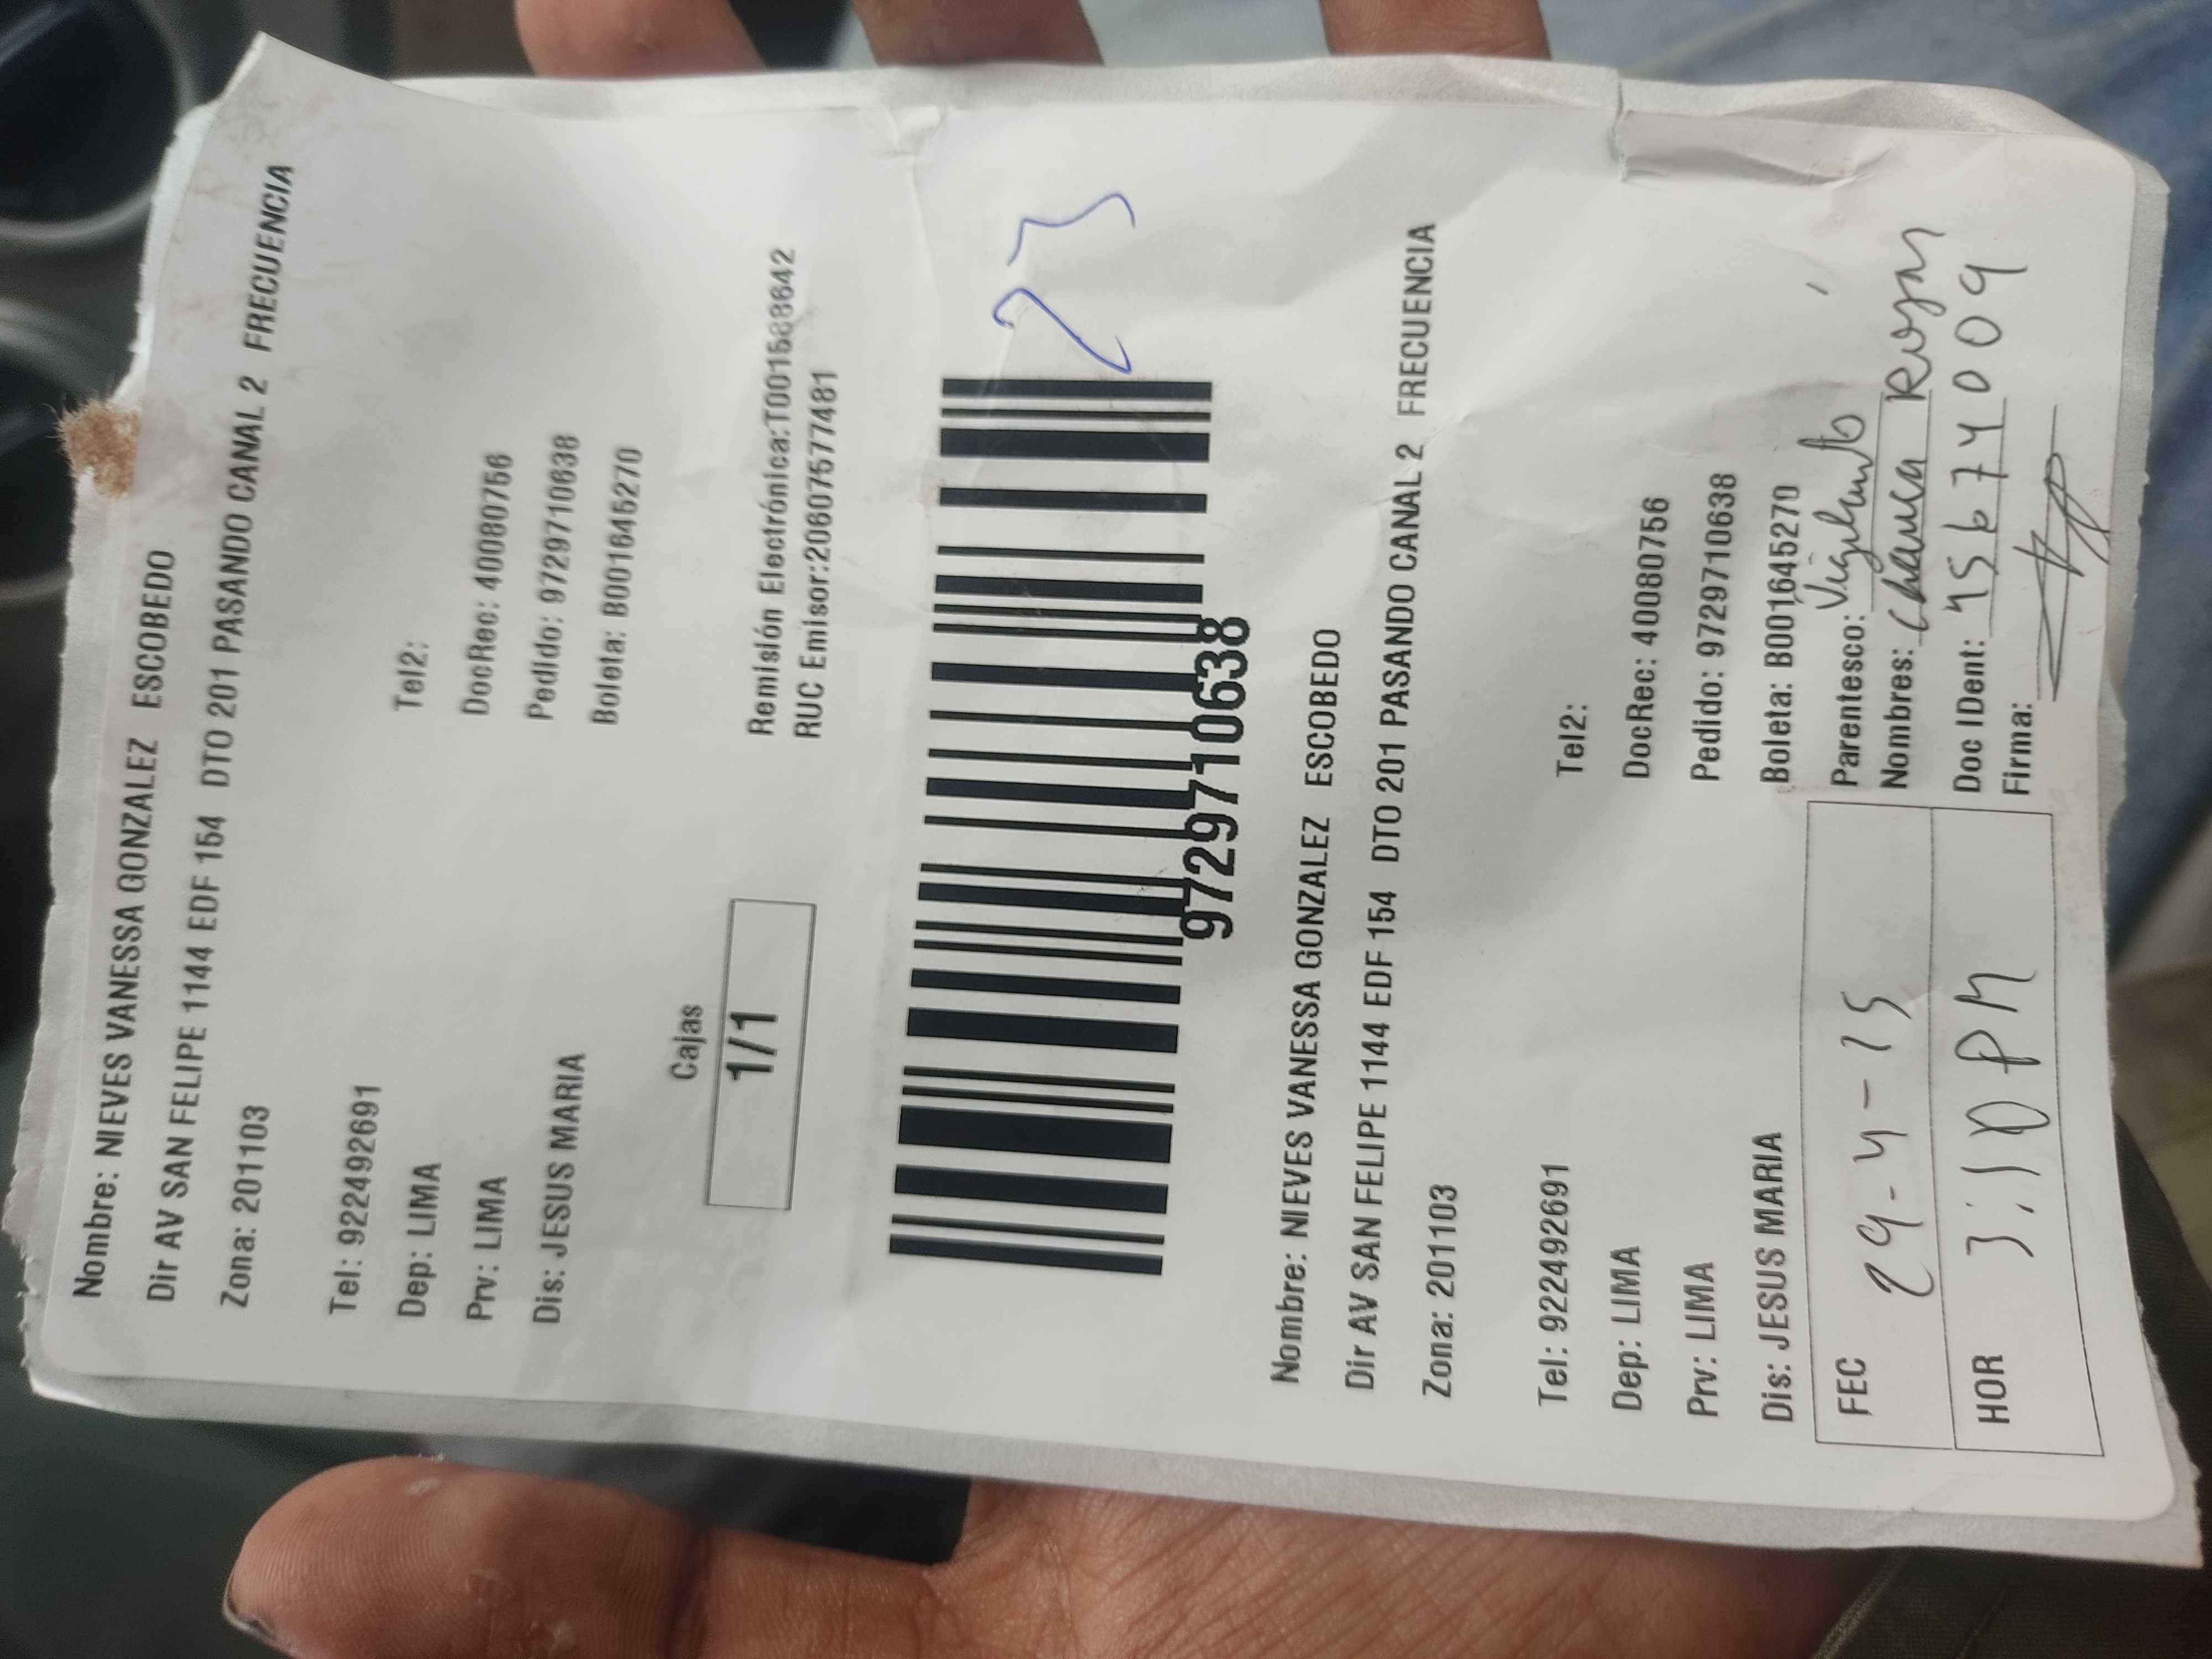 Nombre: NIEVES VANESSA GONZALEZ ESCOBEDO
Dir AV SAN FELIPE 1144 EDF 154 DTO 201 PASANDO CANAL 2 FRECUENCIA
Zona: 201103
Tel: 922492691 Tel2:
Dep: LIMA DocRec: 40080756
Prv: LIMA Pedido: 9729710638
Dis: JESUS MARIA Boleta: B001645270
Cajas
1/1
Remisión Electrónica:T001588642
RUC Emisor:20607577481
23
9729710638
Nombre: NIEVES VANESSA GONZALEZ ESCOBEDO
Dir AV SAN FELIPE 1144 EDF 154 DTO 201 PASANDO CANAL 2 FRECUENCIA
Zona: 201103
Tel: 922492691 Tel2:
Dep: LIMA DocRec: 40080756
Prv: LIMA Pedido: 9729710638
Dis: JESUS MARIA Boleta: B001645270
FEC 29-4-25
HOR 3:10 PM
Parentesco: Vigilante
Nombres: Chauca Rojas
Doc IDent: 45674009
Firma: